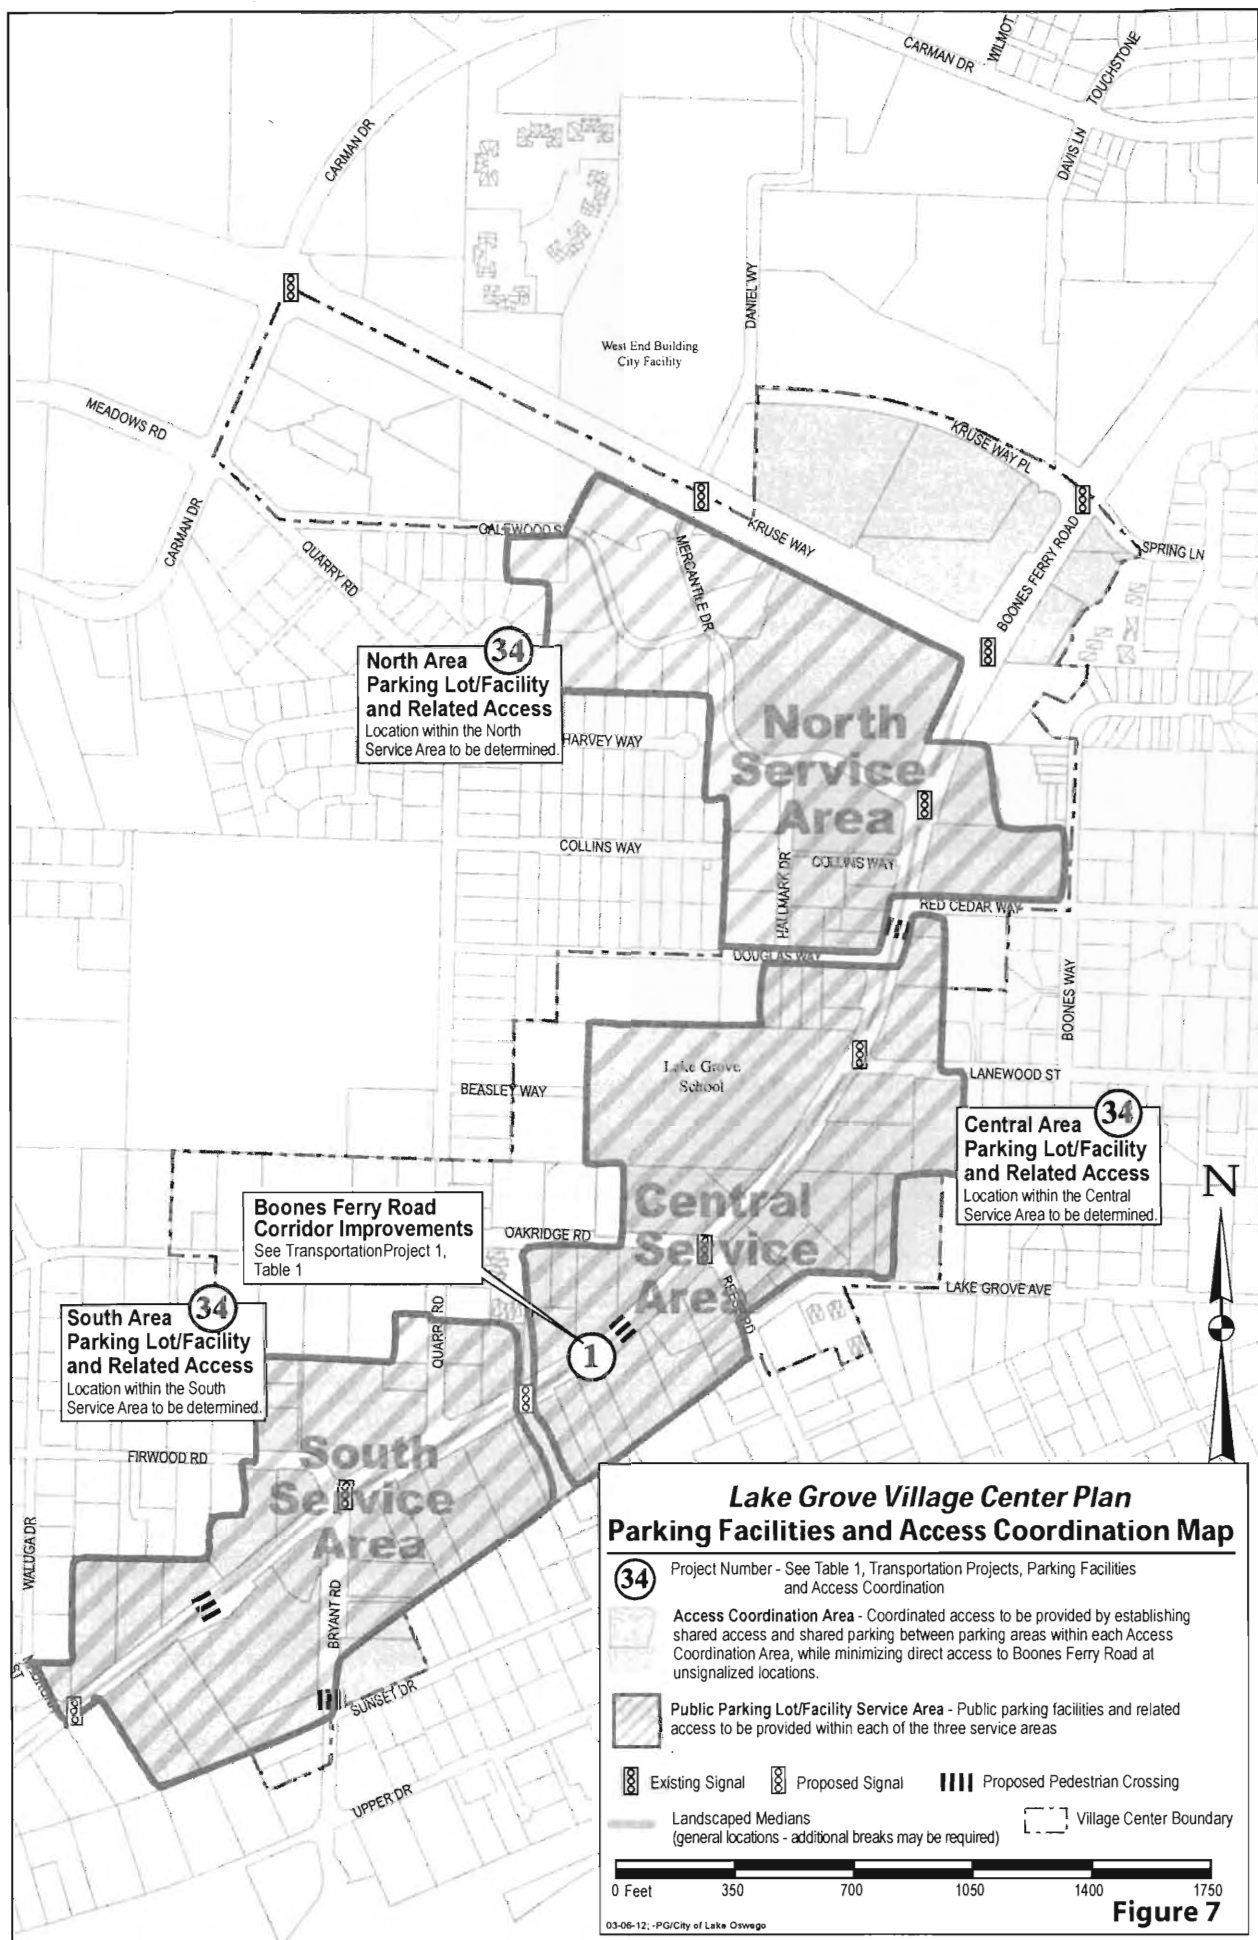 CARMAN DR
WILMOT
TOUCHSTONE
CARMAN DR
DAVIS LN
DANIEL WY
West End Building
City Facility
MEADOWS RD
KRUSE WAY PL
CARMAN DR
GALEWOOD S
QUARRY RD
MERCANTILE DR
KRUSE WAY
BOONES FERRY ROAD
SPRING LN
34
North Area
Parking Lot/Facility
and Related Access
Location within the North
Service Area to be determined.
HARVEY WAY
North
Service
Area
COLLINS WAY
HALLMARK DR
COLLINS WAY
RED CEDAR WAY
DOUGLAS WAY
BOONES WAY
Lake Grove
School
LANEWOOD ST
BEASLEY WAY
34
Central Area
Parking Lot/Facility
and Related Access
Location within the Central
Service Area to be determined.
N
Boones Ferry Road
Corridor Improvements
See TransportationProject 1,
Table 1
OAKRIDGE RD
Central
Service
Area
REESE RD
LAKE GROVE AVE
34
South Area
Parking Lot/Facility
and Related Access
Location within the South
Service Area to be determined.
QUARRY RD
1
FIRWOOD RD
South
Service
Area
WALUGA DR
BRYANT RD
ST
SUNSET DR
UPPER DR
Lake Grove Village Center Plan
Parking Facilities and Access Coordination Map
34
Project Number - See Table 1, Transportation Projects, Parking Facilities
and Access Coordination
Access Coordination Area - Coordinated access to be provided by establishing
shared access and shared parking between parking areas within each Access
Coordination Area, while minimizing direct access to Boones Ferry Road at
unsignalized locations.
Public Parking Lot/Facility Service Area - Public parking facilities and related
access to be provided within each of the three service areas
Existing Signal
Proposed Signal
Proposed Pedestrian Crossing
Landscaped Medians
(general locations - additional breaks may be required)
Village Center Boundary
0 Feet 350 700 1050 1400 1750
Figure 7
03-06-12; -PG/City of Lake Oswego